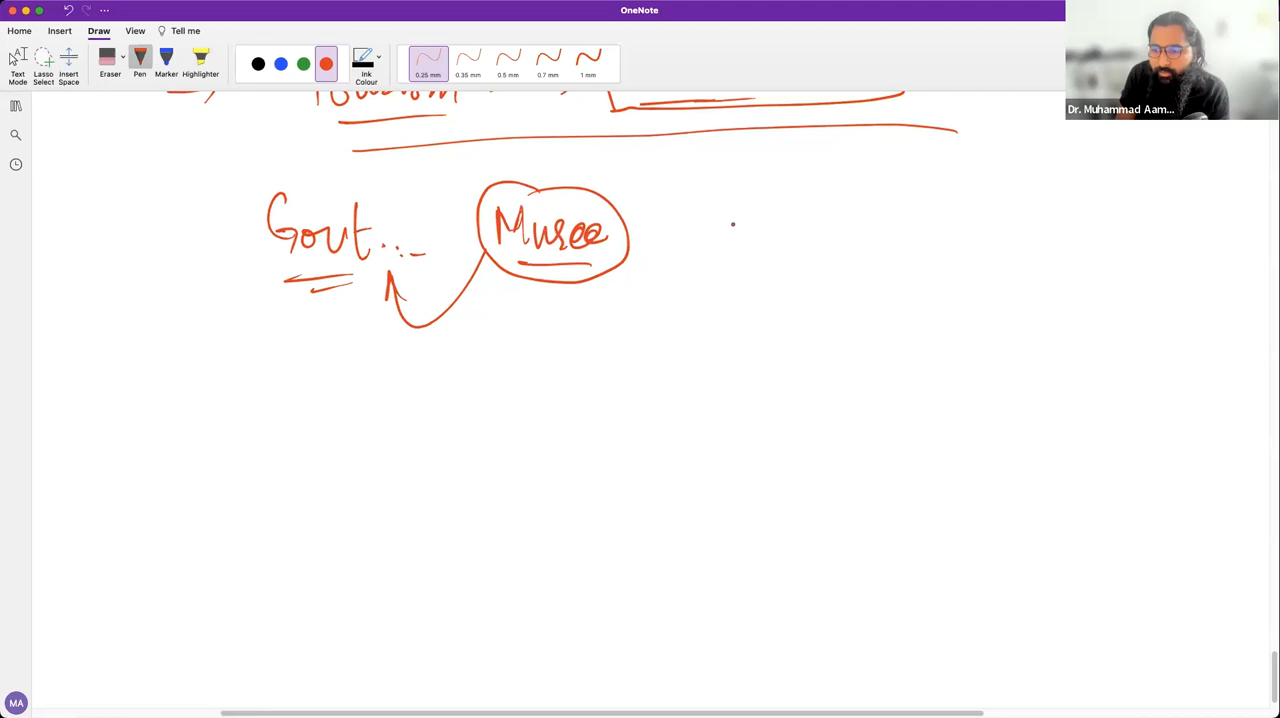 OneNote
Home Insert Draw View Tell me
Text Mode Lasso Select Insert Space Eraser Pen Marker Highlighter Ink Colour 0.25 mm 0.35 mm 0.5 mm 0.7 mm 1 mm
Dr. Muhammad Aam...
Govt...-
Murree
MA